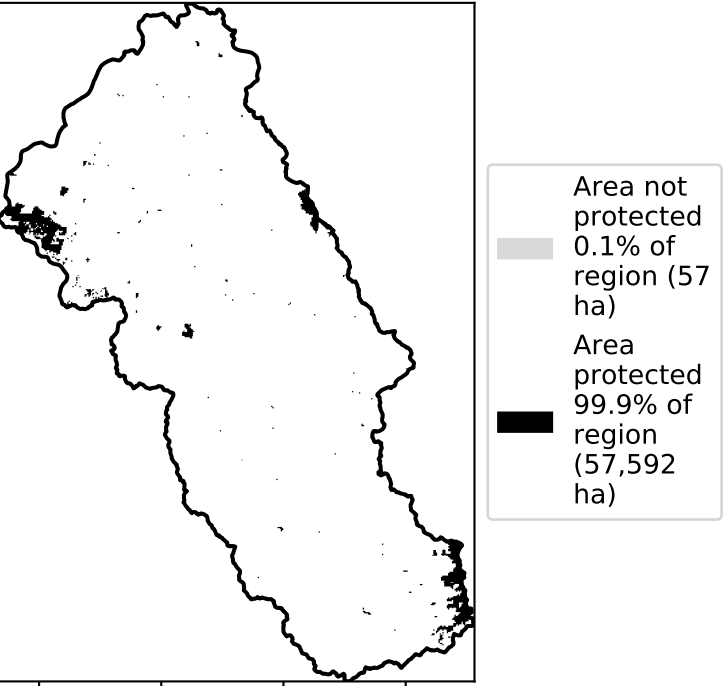 Area not
protected
0.1% of
region (57
ha)
Area
protected
99.9% of
region
(57,592
ha)